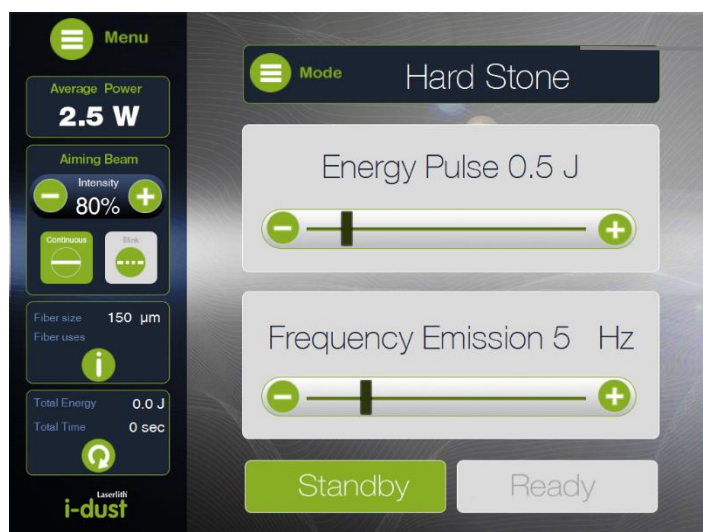 Menu
Average Power
2.5 W
Aiming Beam
Intensity
80%
Continuous
Blink
Fiber size 150 µm
Fiber uses
i
Total Energy 0.0 J
Total Time 0 sec
Laserlith
i-dust
Mode Hard Stone
Energy Pulse 0.5 J
Frequency Emission 5 Hz
Standby Ready